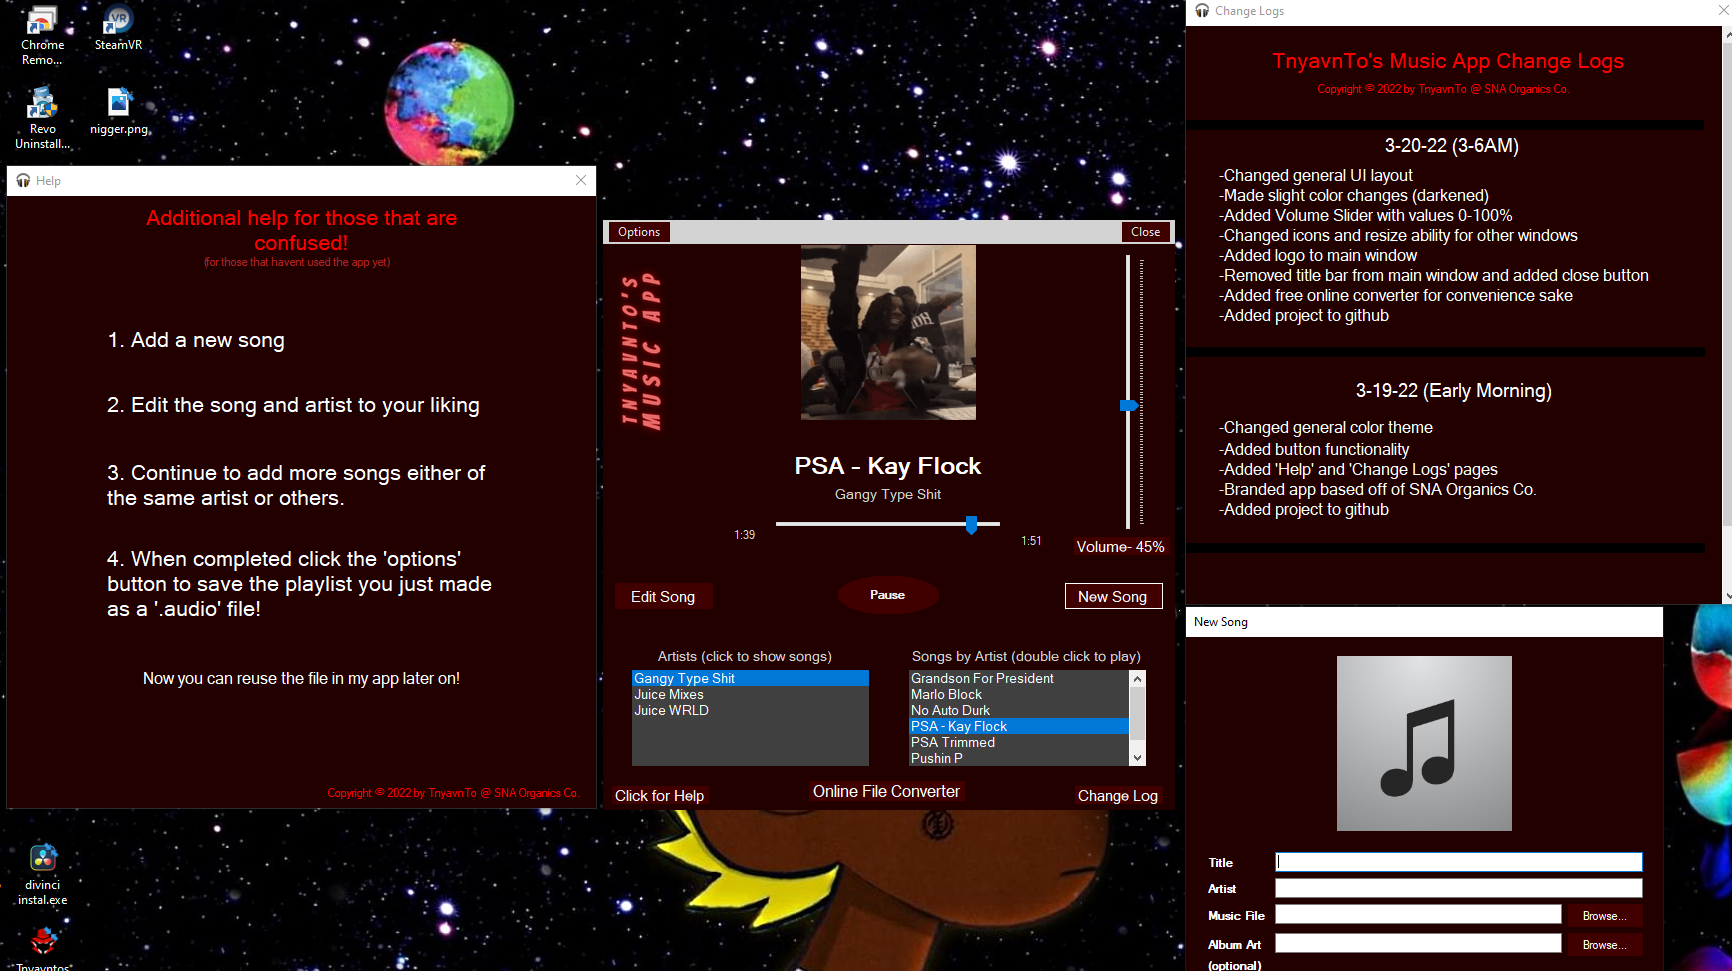 Chrome
Remo...
SteamVR
Revo
Uninstall...
nigger.png
Help
Additional help for those that are
confused!
(for those that havent used the app yet)
1. Add a new song
2. Edit the song and artist to your liking
3. Continue to add more songs either of
the same artist or others.
4. When completed click the 'options'
button to save the playlist you just made
as a '.audio' file!
Now you can reuse the file in my app later on!
Copyright ® 2022 by TnyavnTo @ SNA Organics Co.
divinci
instal.exe
Tnyavntos
Options
Close
TNYAVNTO'S
MUSIC APP
PSA - Kay Flock
Gangy Type Shit
1:39
1:51
Volume- 45%
Edit Song
Pause
New Song
Artists (click to show songs)
Gangy Type Shit
Juice Mixes
Juice WRLD
Songs by Artist (double click to play)
Grandson For President
Marlo Block
No Auto Durk
PSA - Kay Flock
PSA Trimmed
Pushin P
Click for Help
Online File Converter
Change Log
Change Logs
TnyavnTo's Music App Change Logs
Copyright ® 2022 by TnyavnTo @ SNA Organics Co.
3-20-22 (3-6AM)
-Changed general UI layout
-Made slight color changes (darkened)
-Added Volume Slider with values 0-100%
-Changed icons and resize ability for other windows
-Added logo to main window
-Removed title bar from main window and added close button
-Added free online converter for convenience sake
-Added project to github
3-19-22 (Early Morning)
-Changed general color theme
-Added button functionality
-Added 'Help' and 'Change Logs' pages
-Branded app based off of SNA Organics Co.
-Added project to github
New Song
Title
Artist
Music File
Browse...
Album Art
Browse...
(optional)